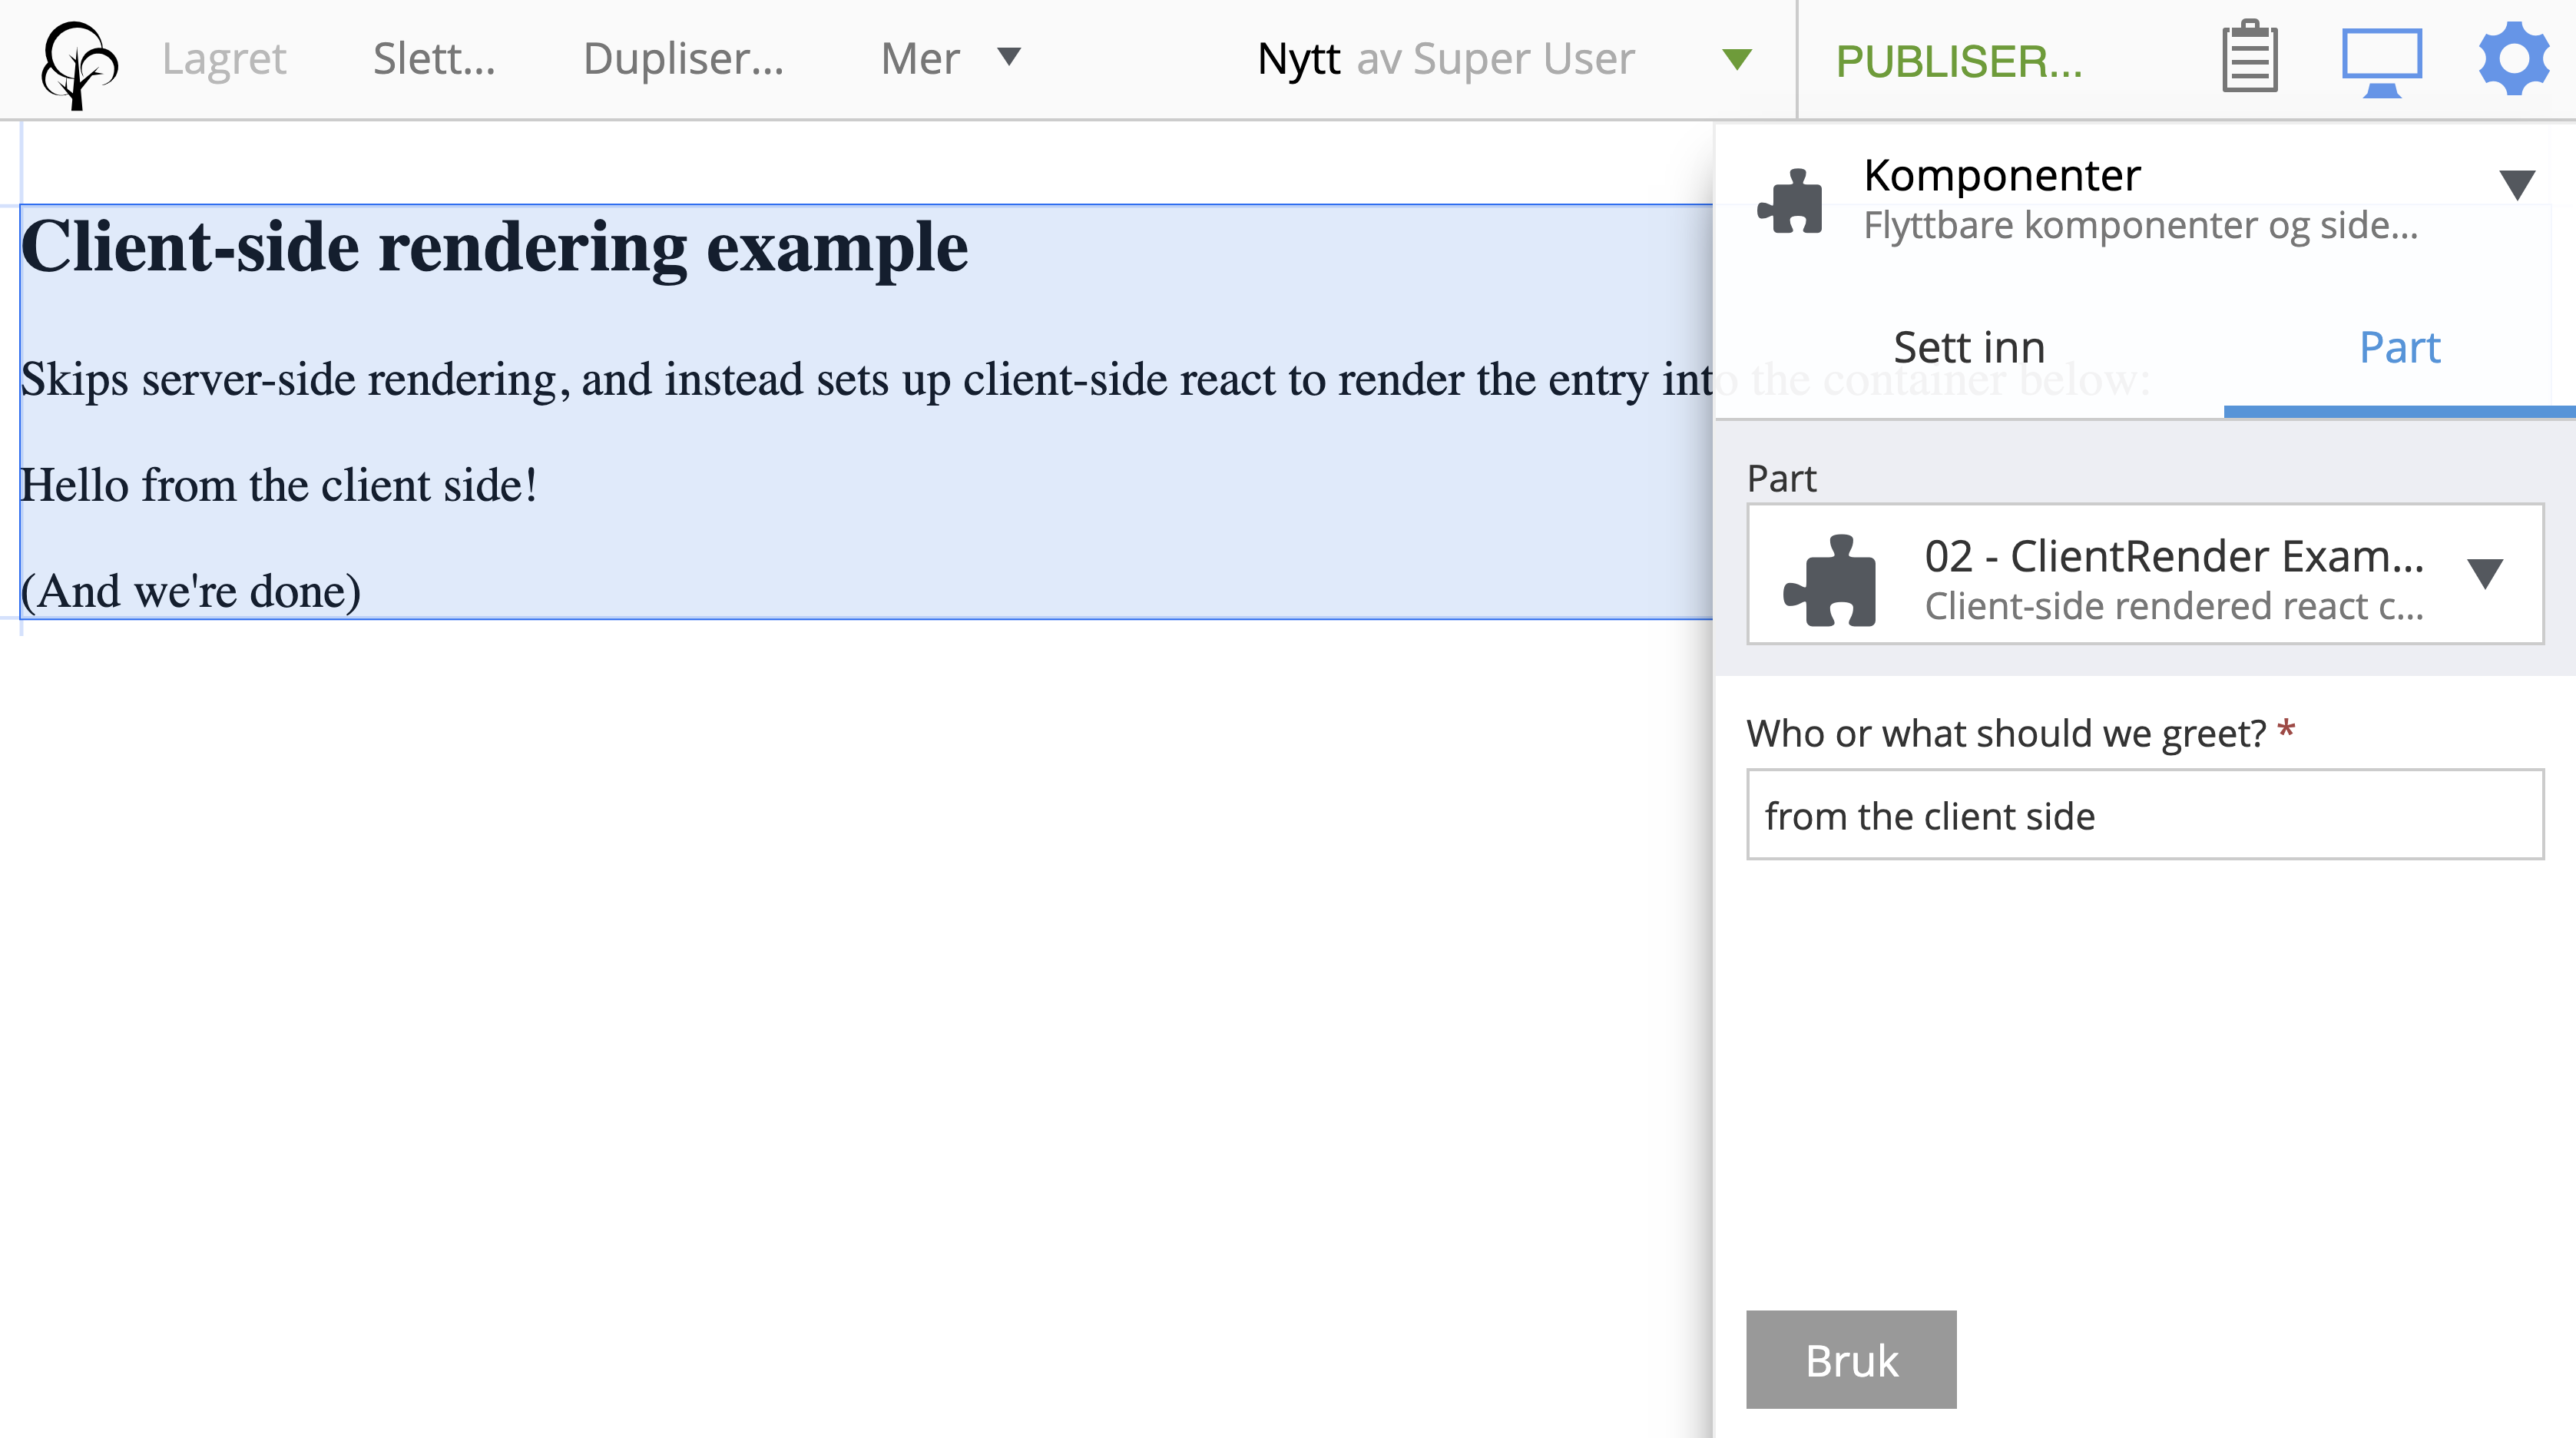 Lagret Slett... Dupliser... Mer Nytt av Super User PUBLISER...
Client-side rendering example
Skips server-side rendering, and instead sets up client-side react to render the entry into the container below:
Hello from the client side!
(And we're done)
Komponenter
Flyttbare komponenter og side...
Sett inn Part
Part
02 - ClientRender Exam...
Client-side rendered react c...
Who or what should we greet? *
from the client side
Bruk